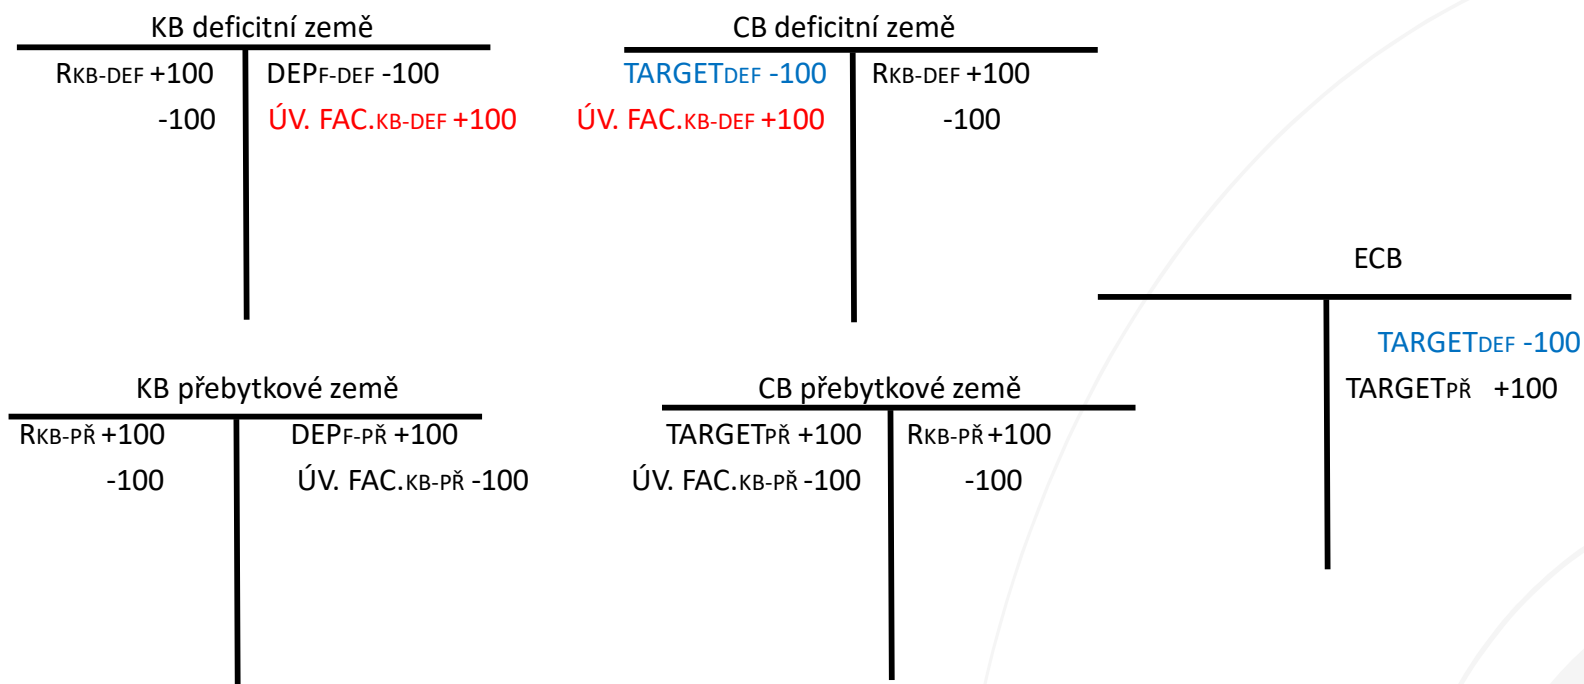 KB deficitní země
RKB-DEF +100
DEPF-DEF -100
-100
ÚV. FAC.KB-DEF +100
CB deficitní země
TARGETDEF -100
RKB-DEF +100
ÚV. FAC.KB-DEF +100
-100
ECB
TARGETDEF -100
TARGETPŘ +100
KB přebytkové země
RKB-PŘ +100
DEPF-PŘ +100
-100
ÚV. FAC.KB-PŘ -100
CB přebytkové země
TARGETPŘ +100
RKB-PŘ +100
ÚV. FAC.KB-PŘ -100
-100